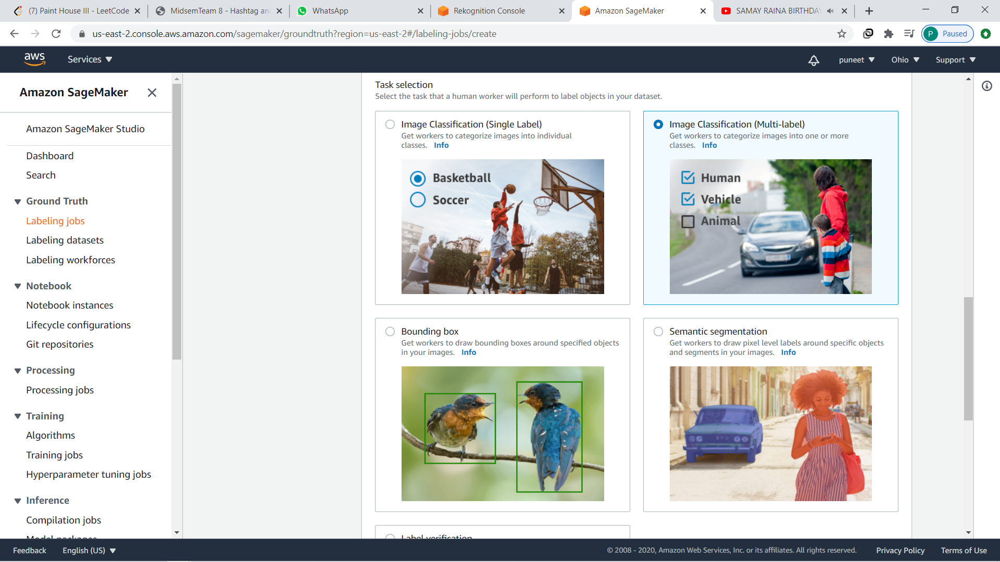 (7) Paint House III - LeetCode
MidsemTeam 8 - Hashtag an
WhatsApp
Rekognition Console
Amazon SageMaker
SAMAY RAINA BIRTHDA
us-east-2.console.aws.amazon.com/sagemaker/groundtruth?region=us-east-2#/labeling-jobs/create
P Paused
aws
Services
puneet
Ohio
Support
Amazon SageMaker
Amazon SageMaker Studio
Dashboard
Search
Ground Truth
Labeling jobs
Labeling datasets
Labeling workforces
Notebook
Notebook instances
Lifecycle configurations
Git repositories
Processing
Processing jobs
Training
Algorithms
Training jobs
Hyperparameter tuning jobs
Inference
Compilation jobs
Model packages
Task selection
Select the task that a human worker will perform to label objects in your dataset.
Image Classification (Single Label)
Get workers to categorize images into individual
classes. Info
Basketball
Soccer
Image Classification (Multi-label)
Get workers to categorize images into one or more
classes. Info
Human
Vehicle
Animal
Bounding box
Get workers to draw bounding boxes around specified objects
in your images. Info
Semantic segmentation
Get workers to draw pixel level labels around specific objects
and segments in your images. Info
Label verification
Feedback
English (US)
© 2008 - 2020, Amazon Web Services, Inc. or its affiliates. All rights reserved.
Privacy Policy
Terms of Use